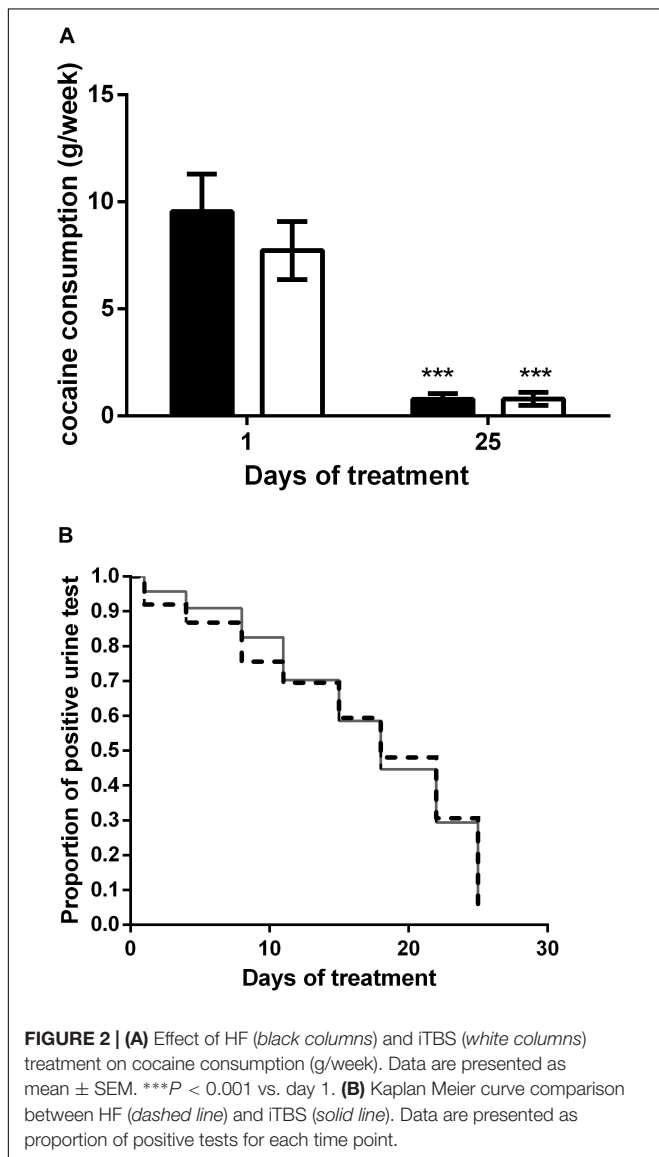 A
cocaine consumption (g/week)
15
10
5
0
*** ***
1 25
Days of treatment
B
Proportion of positive urine test
1.0
0.9
0.8
0.7
0.6
0.5
0.4
0.3
0.2
0.1
0.0
0 10 20 30
Days of treatment
FIGURE 2 | (A) Effect of HF (black columns) and iTBS (white columns)
treatment on cocaine consumption (g/week). Data are presented as
mean ± SEM. ***P < 0.001 vs. day 1. (B) Kaplan Meier curve comparison
between HF (dashed line) and iTBS (solid line). Data are presented as
proportion of positive tests for each time point.